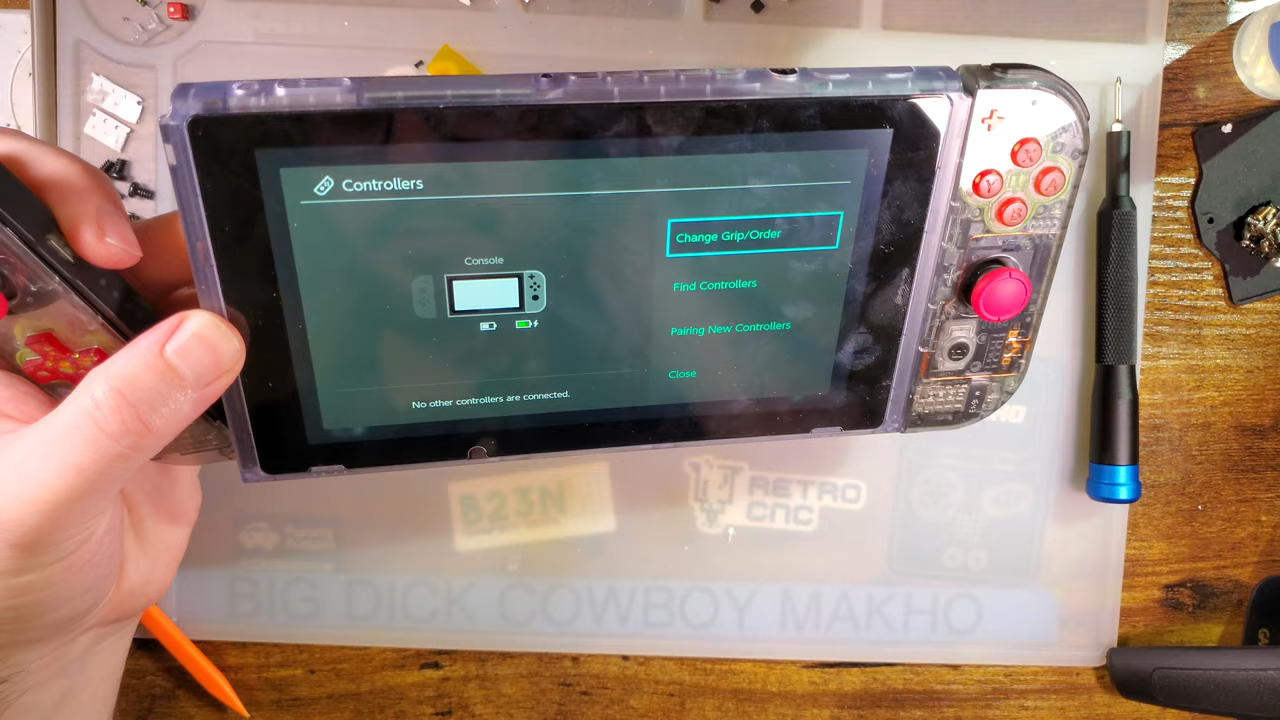 Controllers
Console
Change Grip/Order
Find Controllers
Pairing New Controllers
Close
No other controllers are connected.
X
Y
A
B
B23N
RETRO
CNC
BIG DICK COWBOY MAKHO